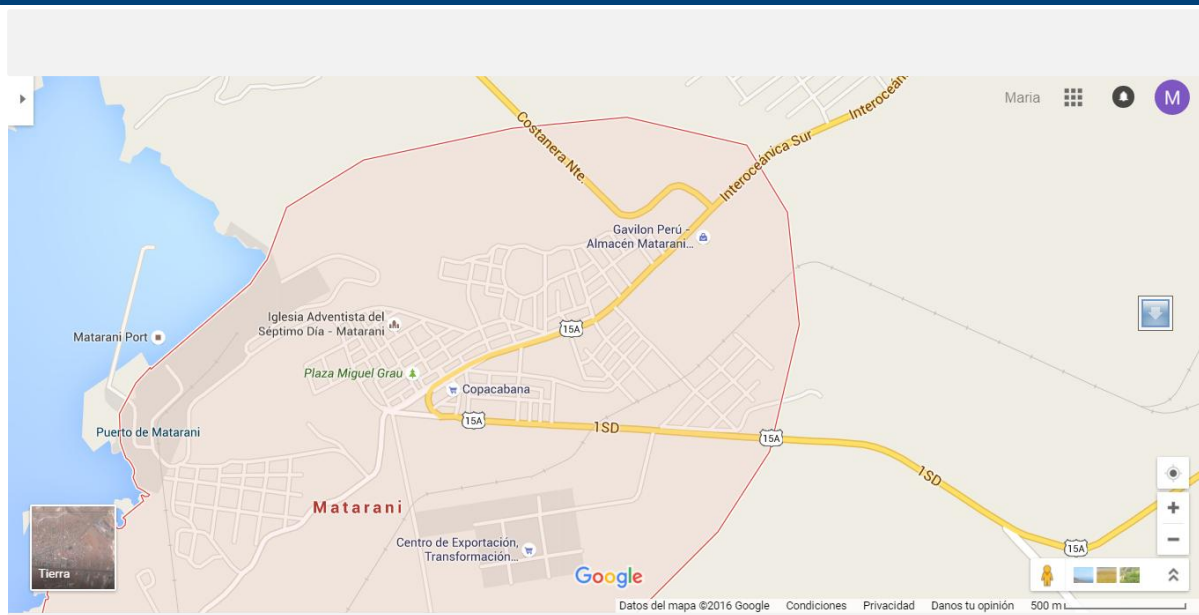 Maria
M
Costanera Nte.
Interoceánica Sur
Interoceáni
Gavilon Perú -
Almacén Matarani...
15A
Iglesia Adventista del
Séptimo Día - Matarani
Matarani Port
Plaza Miguel Grau
Copacabana
15A
1SD
15A
Puerto de Matarani
1SD
Matarani
Centro de Exportación,
Transformación...
15A
Tierra
Google
Datos del mapa ©2016 Google Condiciones Privacidad Danos tu opinión 500 m